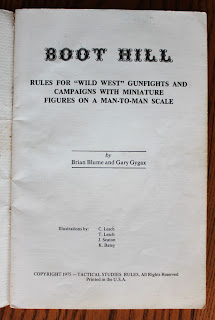 BOOT HILL
RULES FOR "WILD WEST" GUNFIGHTS AND
CAMPAIGNS WITH MINIATURE
FIGURES ON A MAN-TO-MAN SCALE
by
Brian Blume and Gary Gygax
Illustrations by:
C. Leach
T. Leach
J. Seaton
COPYRIGHT 1975 — TACTICAL STUDIES RULES. All Rights Reserved.
Printed in the U.S.A.